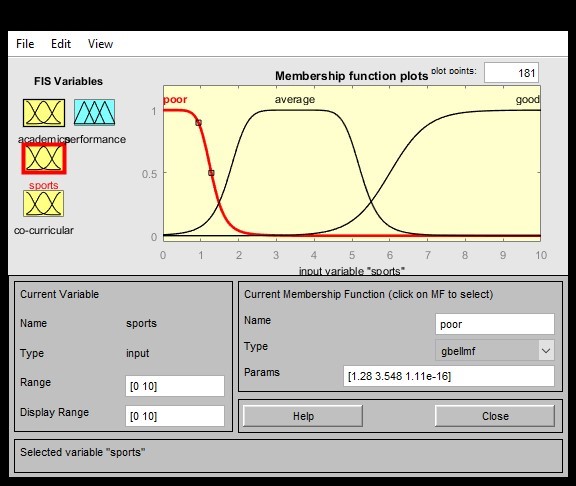 File Edit View
FIS Variables
Membership function plots
plot points:
181
academics
performance
sports
co-curricular
poor
average
good
1
0.5
0
0 1 2 3 4 5 6 7 8 9 10
input variable "sports"
Current Variable
Name sports
Type input
Range [0 10]
Display Range [0 10]
Current Membership Function (click on MF to select)
Name poor
Type gbellmf
Params [1.28 3.548 1.11e-16]
Help Close
Selected variable "sports"